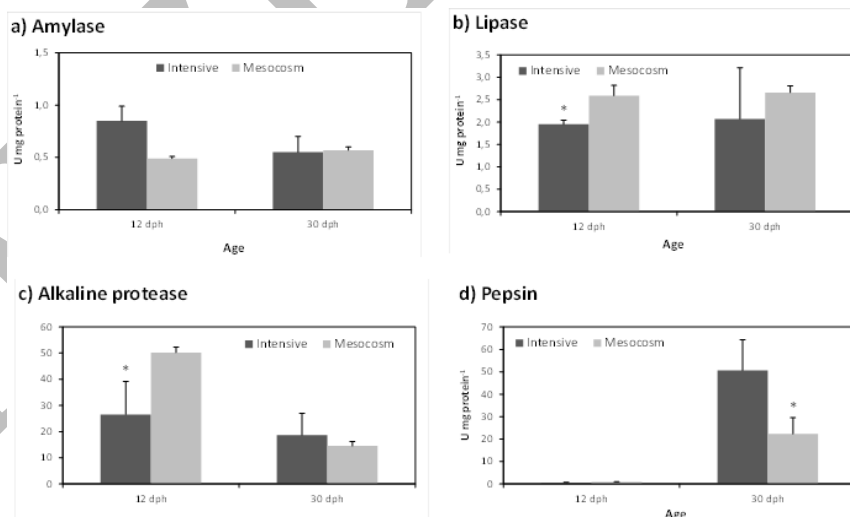 a) Amylase
1,5
1,0
0,5
0,0
U mg protein⁻¹
Intensive
Mesocosm
12 dph
30 dph
Age
b) Lipase
3,5
3,0
2,5
2,0
1,5
1,0
0,5
0,0
U mg protein⁻¹
Intensive
Mesocosm
*
12 dph
30 dph
Age
c) Alkaline protease
60
50
40
30
20
10
0
Intensive
Mesocosm
*
12 dph
30 dph
d) Pepsin
70
60
50
40
30
20
10
0
U mg protein⁻¹
Intensive
Mesocosm
*
12 dph
30 dph
Age